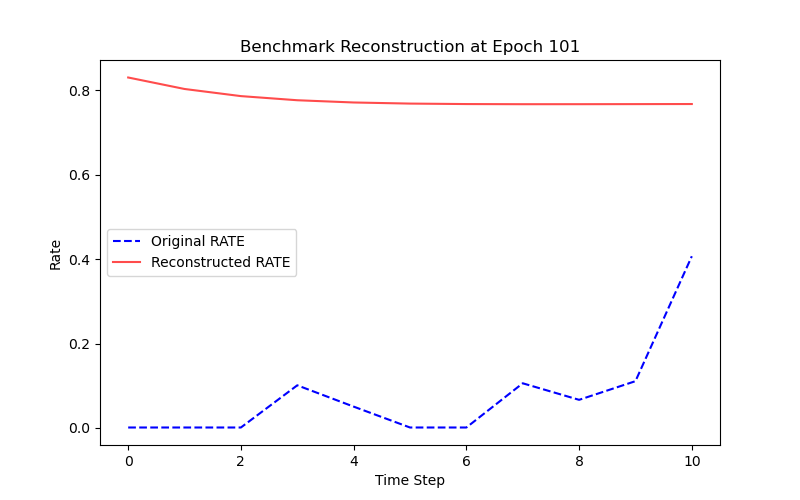 Benchmark Reconstruction at Epoch 101
0.8
0.6
0.4
0.2
0.0
Rate
Original RATE
Reconstructed RATE
0 2 4 6 8 10
Time Step